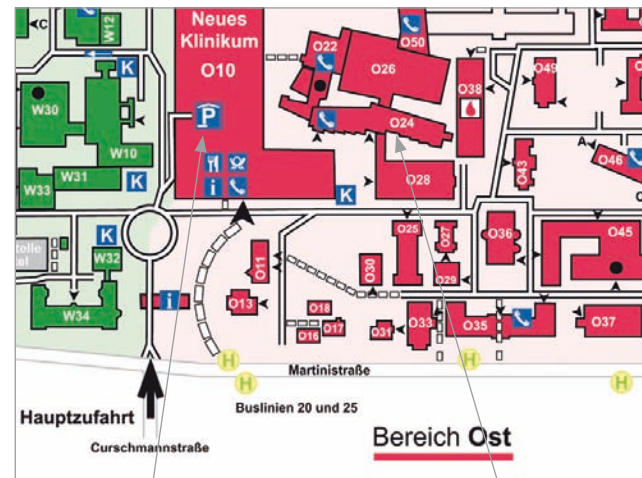 C
W12
K
W30
W10
W31
K
W33
K
W32
W34
telle
tel
Neues
Klinikum
O10
P
i
K
i
O22
O50
O26
O24
O28
O38
O49
O43
A
O46
O11
O13
O30
O25
O27
O29
O36
O45
O18
O17
O16
O31
O33
O35
O37
H
H
H
H
Martinistraße
Buslinien 20 und 25
Hauptzufahrt
Curschmannstraße
Bereich Ost